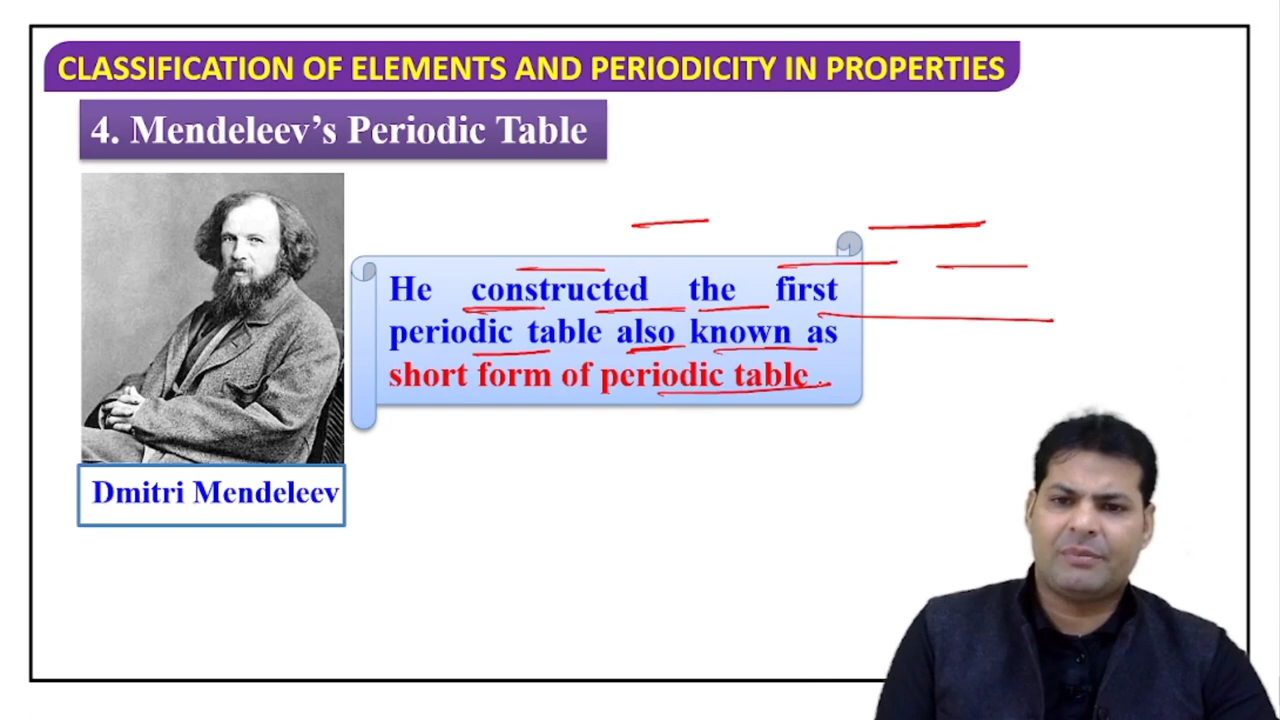 CLASSIFICATION OF ELEMENTS AND PERIODICITY IN PROPERTIES
4. Mendeleev’s Periodic Table
He constructed the first
periodic table also known as
short form of periodic table .
Dmitri Mendeleev